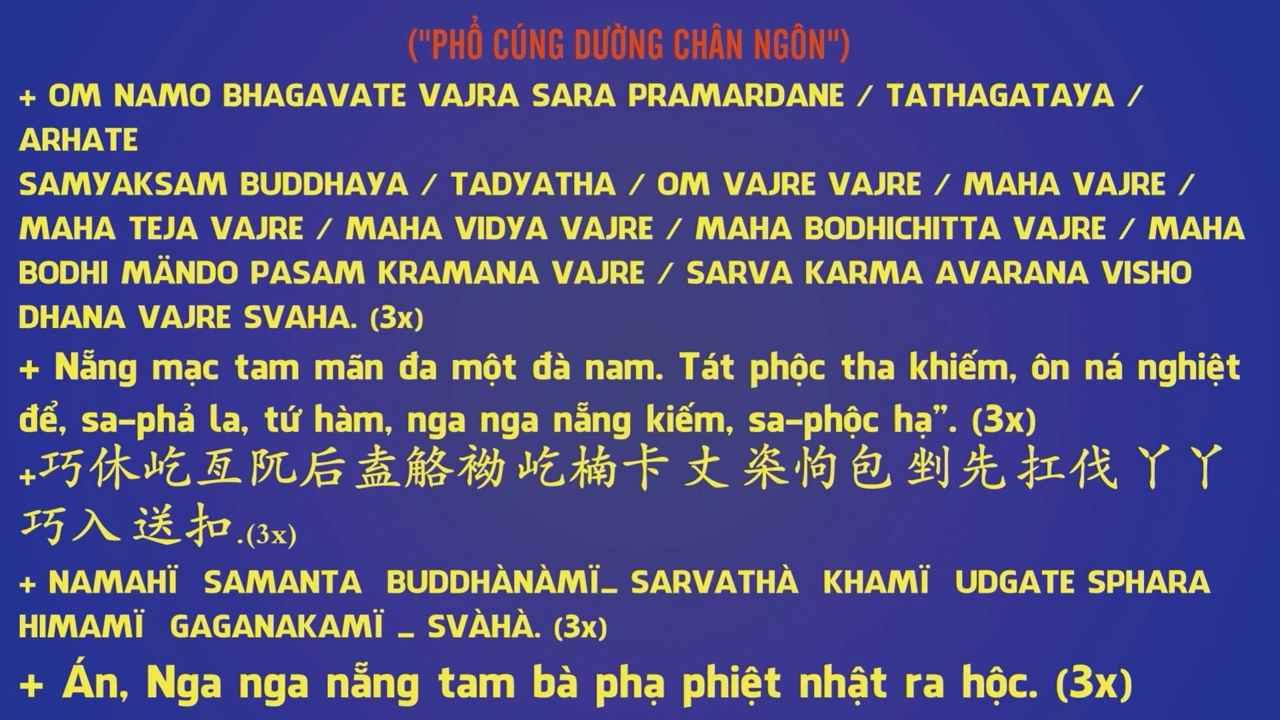 ("PHỔ CÚNG DƯỜNG CHÂN NGÔN")
+ OM NAMO BHAGAVATE VAJRA SARA PRAMARDANE / TATHAGATAYA /
ARHATE
SAMYAKSAM BUDDHAYA / TADYATHA / OM VAJRE VAJRE / MAHA VAJRE /
MAHA TEJA VAJRE / MAHA VIDYA VAJRE / MAHA BODHICHITTA VAJRE / MAHA
BODHI MÄNDO PASAM KRAMANA VAJRE / SARVA KARMA AVARANA VISHO
DHANA VAJRE SVAHA. (3x)
+ Nẵng mạc tam mãn đa một đà nam. Tát phộc tha khiếm, ôn ná nghiệt
để, sa-phả la, tứ hàm, nga nga nẵng kiếm, sa-phộc hạ”. (3x)
+巧休屹亙阢后盍觡袎 屹楠卡 丈 粢怐包 剉先 扛伐 丫丫
巧入 送扣.(3x)
+ NAMAHÏ SAMANTA BUDDHÀNÀMÏ_ SARVATHÀ KHAMÏ UDGATE SPHARA
HIMAMÏ GAGANAKAMÏ _ SVÀHÀ. (3x)
+ Án, Nga nga nẵng tam bà phạ phiệt nhật ra hộc. (3x)